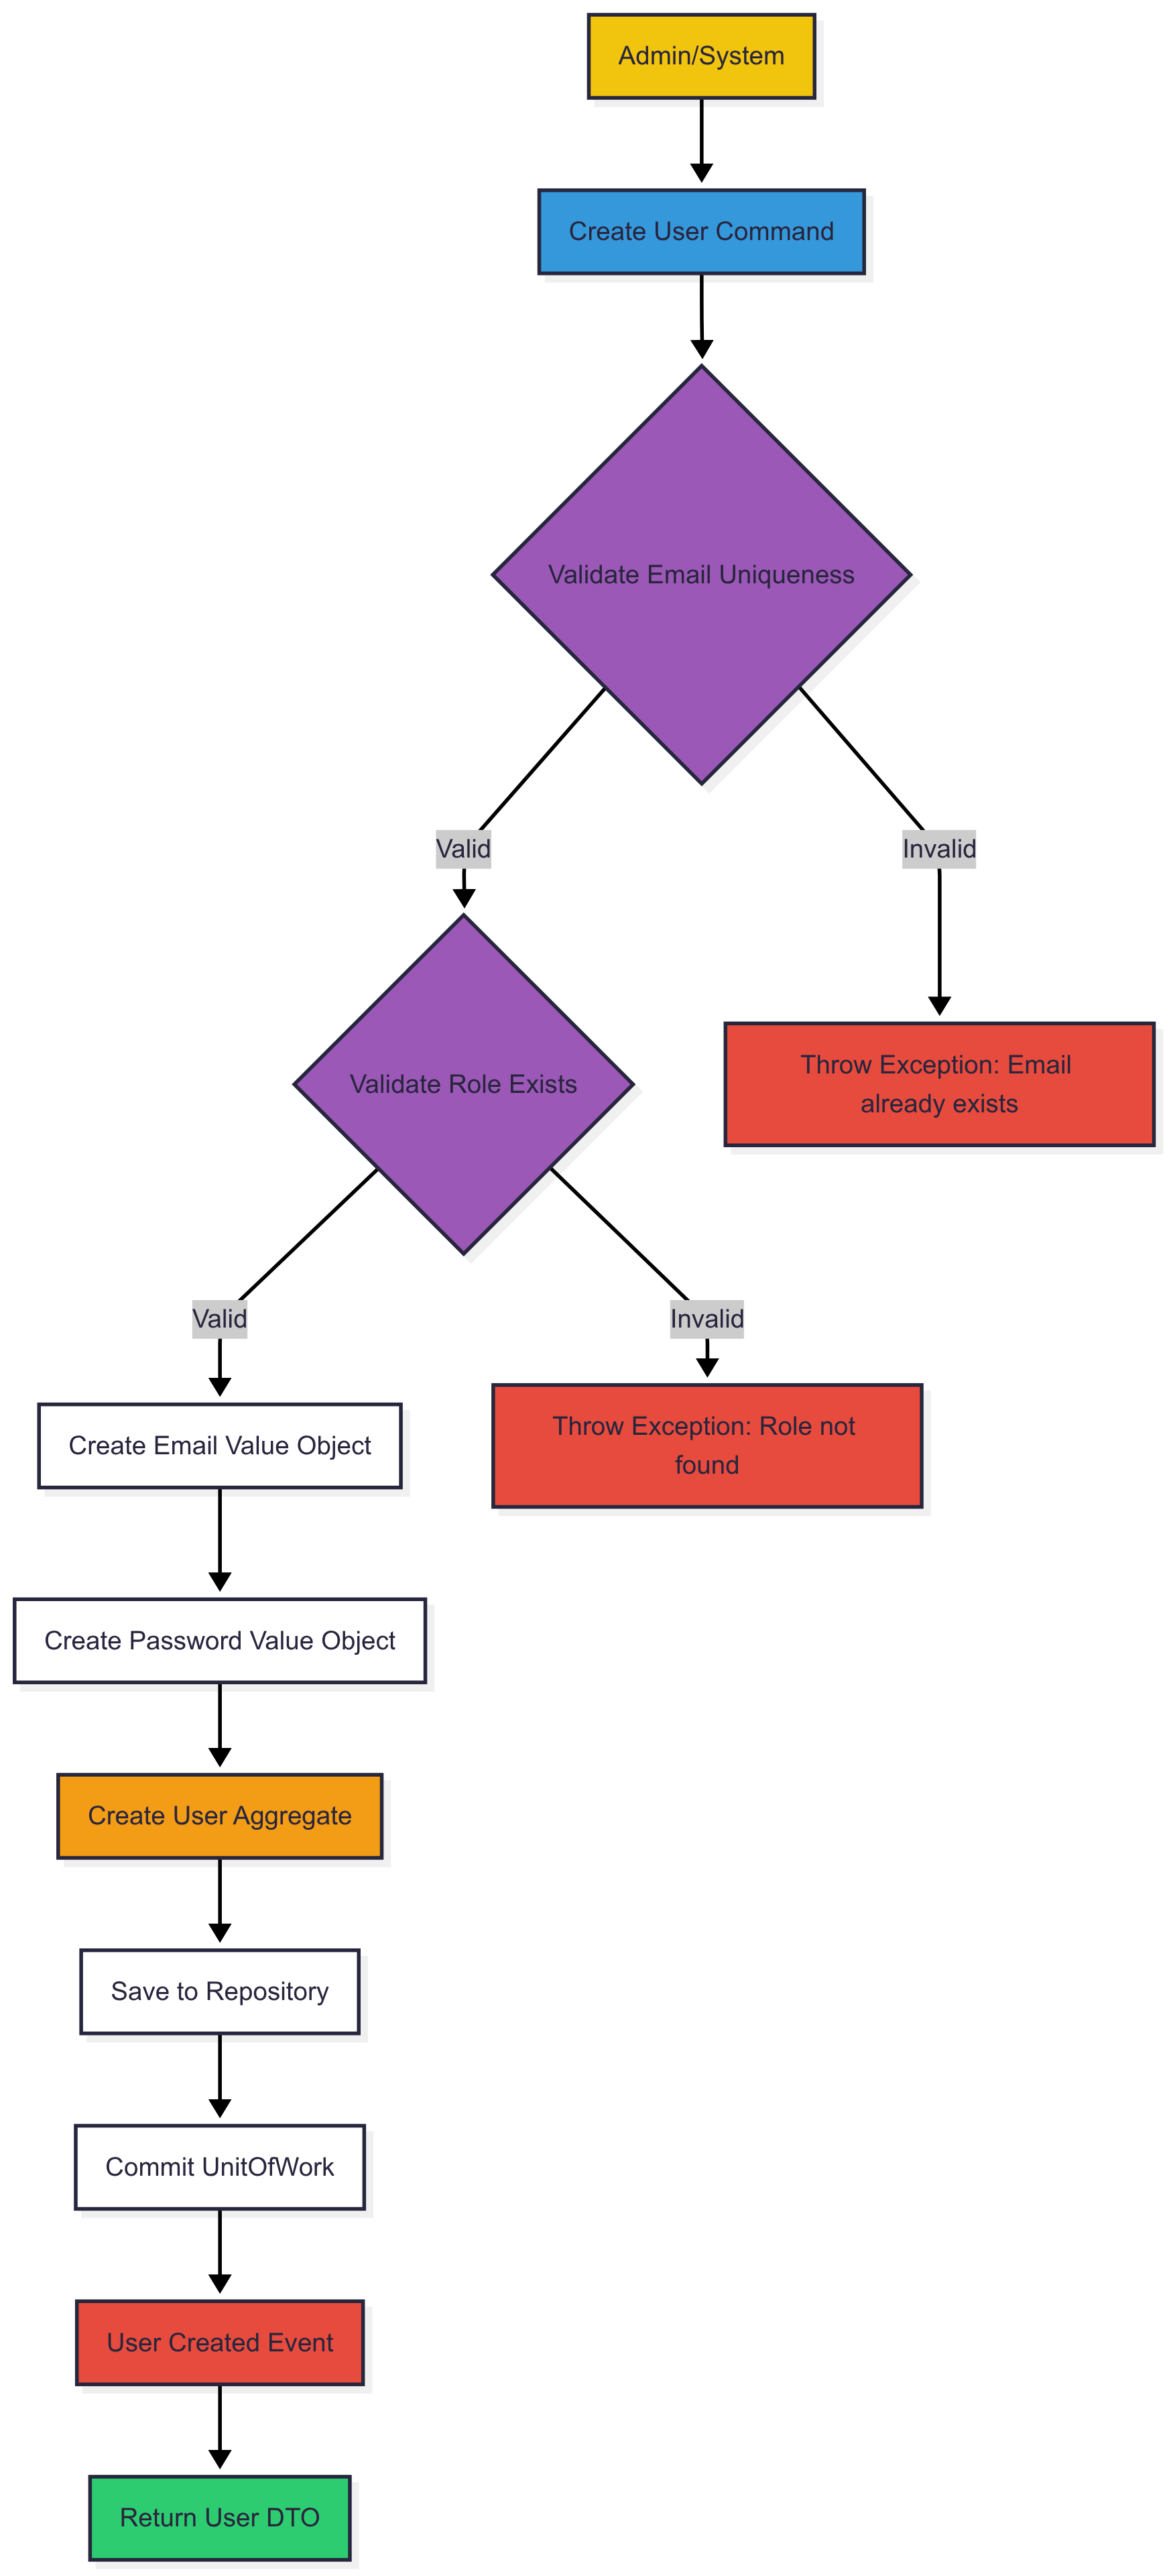 Admin/System
Create User Command
Validate Email Uniqueness
Valid
Invalid
Validate Role Exists
Throw Exception: Email
already exists
Valid
Invalid
Create Email Value Object
Throw Exception: Role not
found
Create Password Value Object
Create User Aggregate
Save to Repository
Commit UnitOfWork
User Created Event
Return User DTO